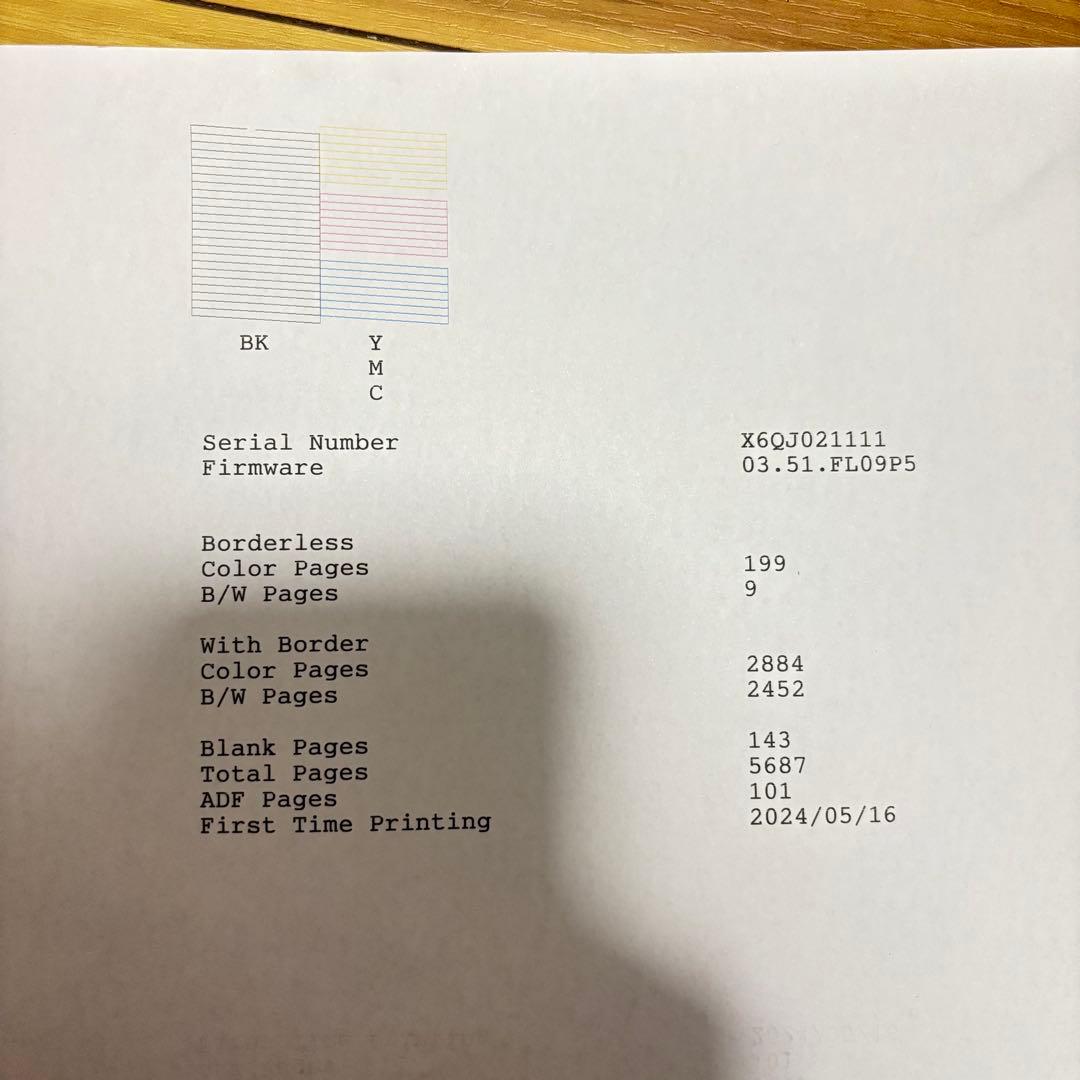 BK Y
M
C
Serial Number X6QJ021111
Firmware 03.51.FL09P5
Borderless
Color Pages 199
B/W Pages 9
With Border
Color Pages 2884
B/W Pages 2452
Blank Pages 143
Total Pages 5687
ADF Pages 101
First Time Printing 2024/05/16